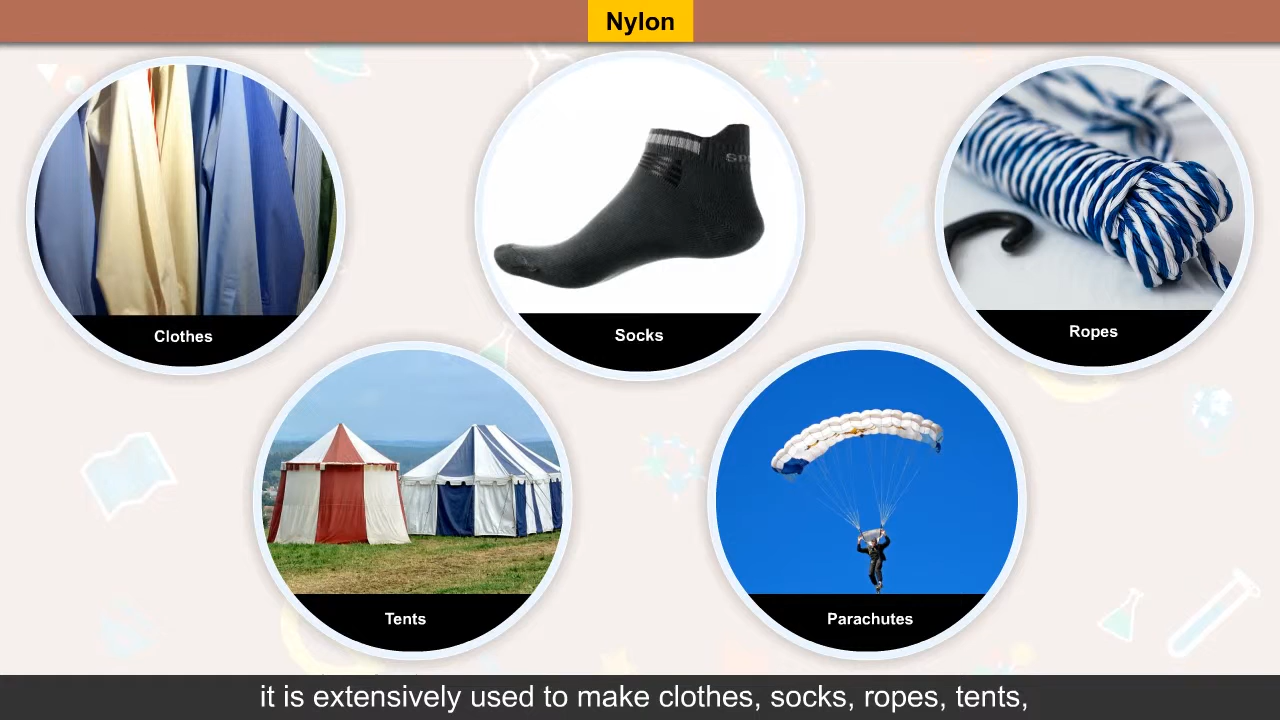 Nylon
Clothes
Socks
Ropes
Tents
Parachutes
it is extensively used to make clothes, socks, ropes, tents,